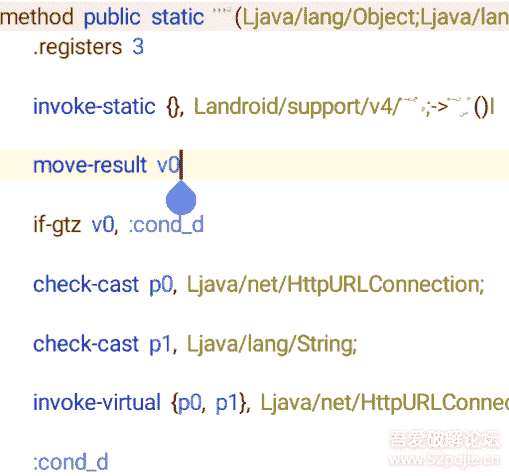 method public static (Ljava/lang/Object;Ljava/lan
.registers 3
invoke-static {}, Landroid/support/v4/ ;-> ()I
move-result v0
if-gtz v0, :cond_d
check-cast p0, Ljava/net/HttpURLConnection;
check-cast p1, Ljava/lang/String;
invoke-virtual {p0, p1}, Ljava/net/HttpURLConnec
:cond_d
吾爱破解论坛
www.52pojie.cn